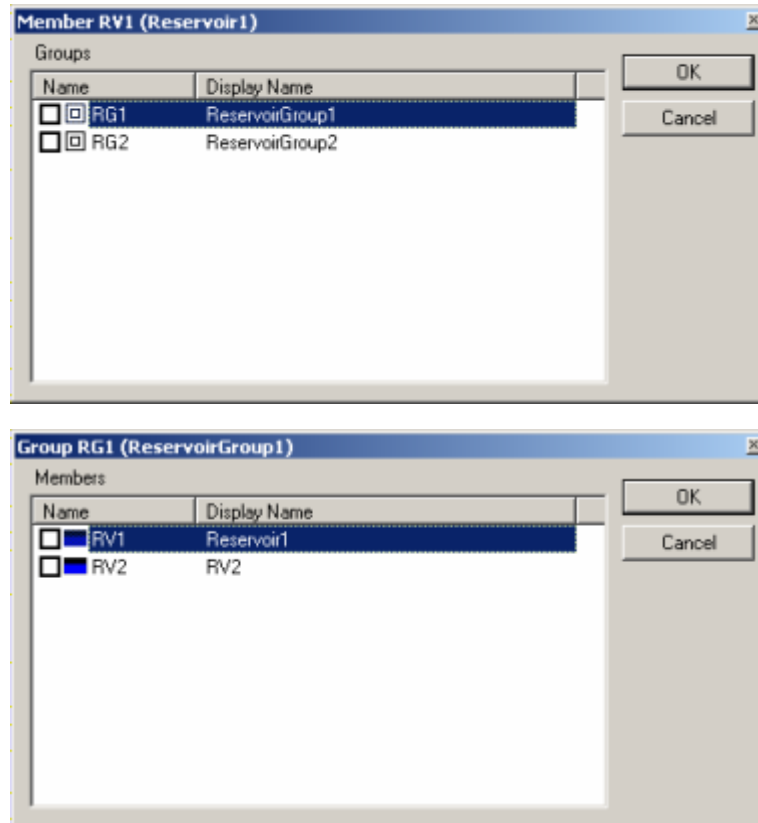 Member RV1 (Reservoir1)
Groups
OK
Name Display Name
RG1 ReservoirGroup1
Cancel
RG2 ReservoirGroup2
Group RG1 (ReservoirGroup1)
Members
OK
Name Display Name
RV1 Reservoir1
Cancel
RV2 RV2